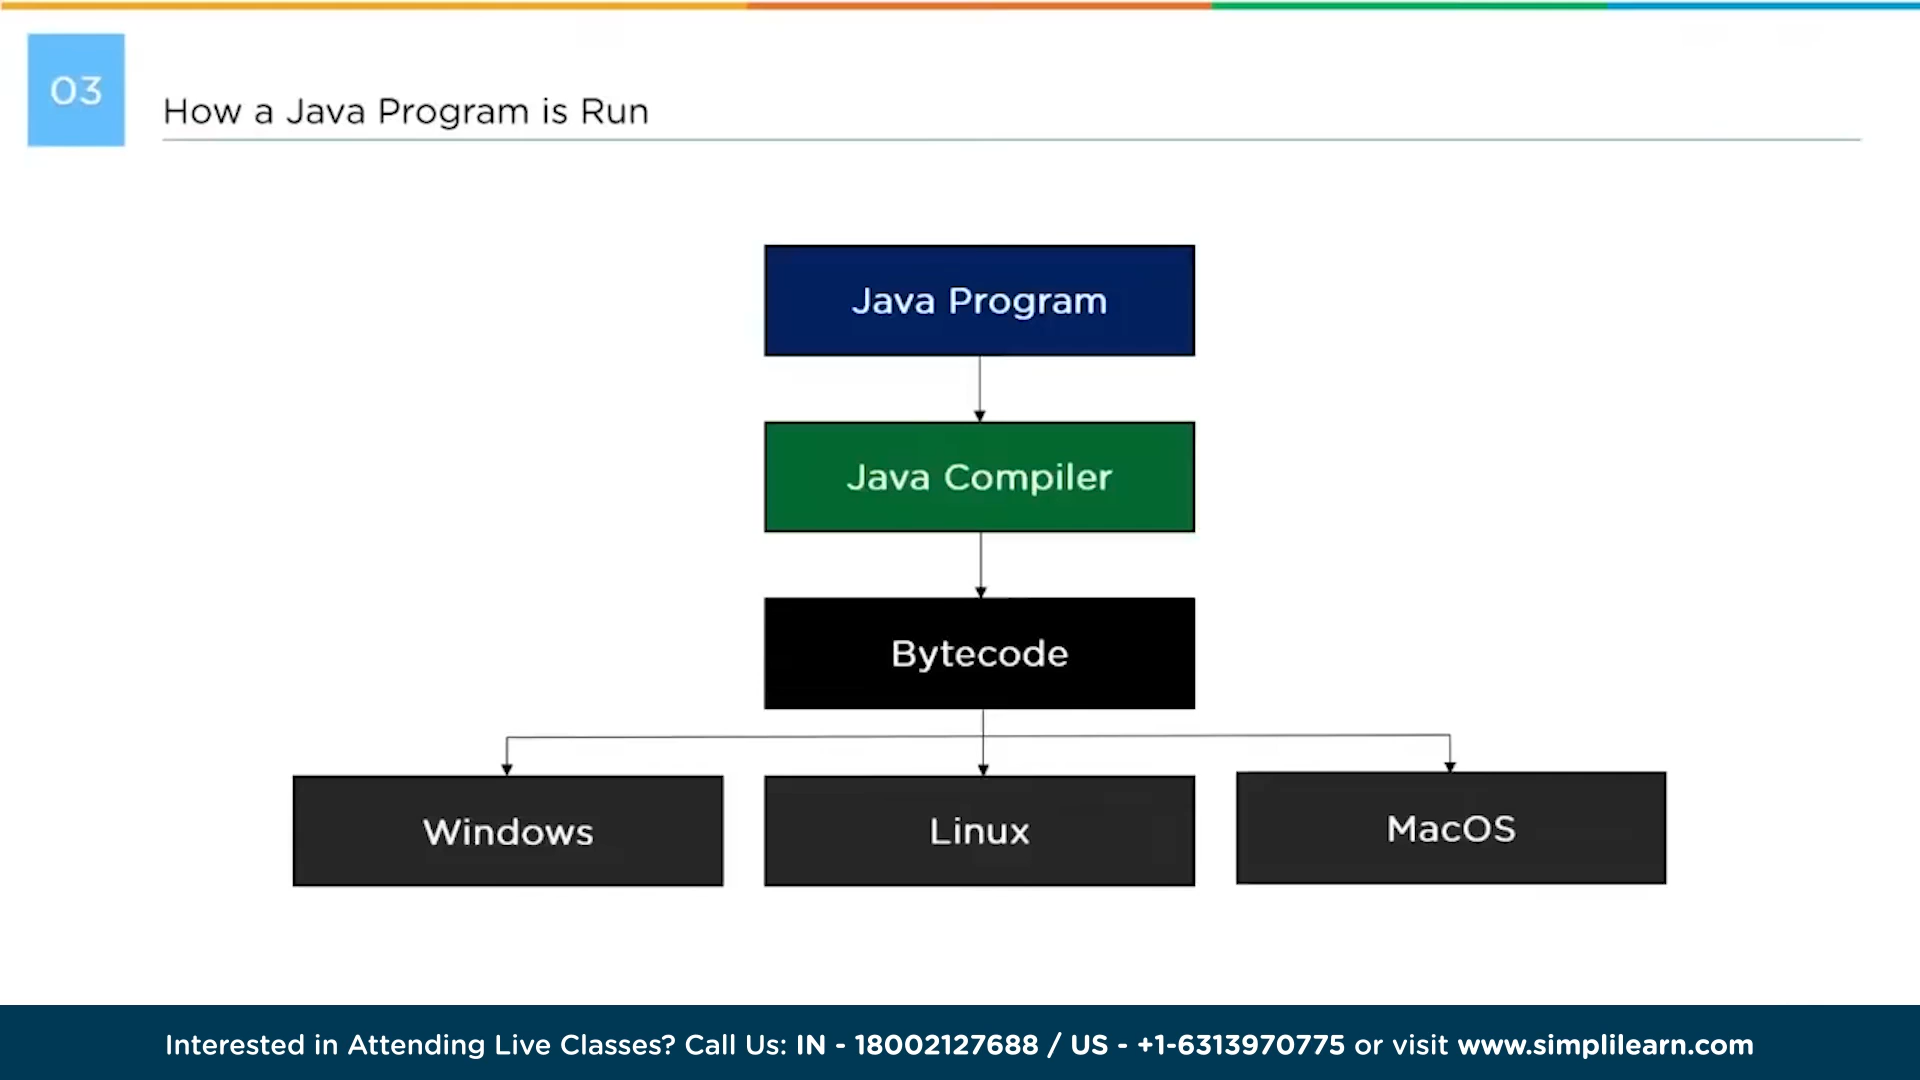 03
How a Java Program is Run
Java Program
Java Compiler
Bytecode
Windows
Linux
MacOS
Interested in Attending Live Classes? Call Us: IN - 18002127688 / US - +1-6313970775 or visit www.simplilearn.com